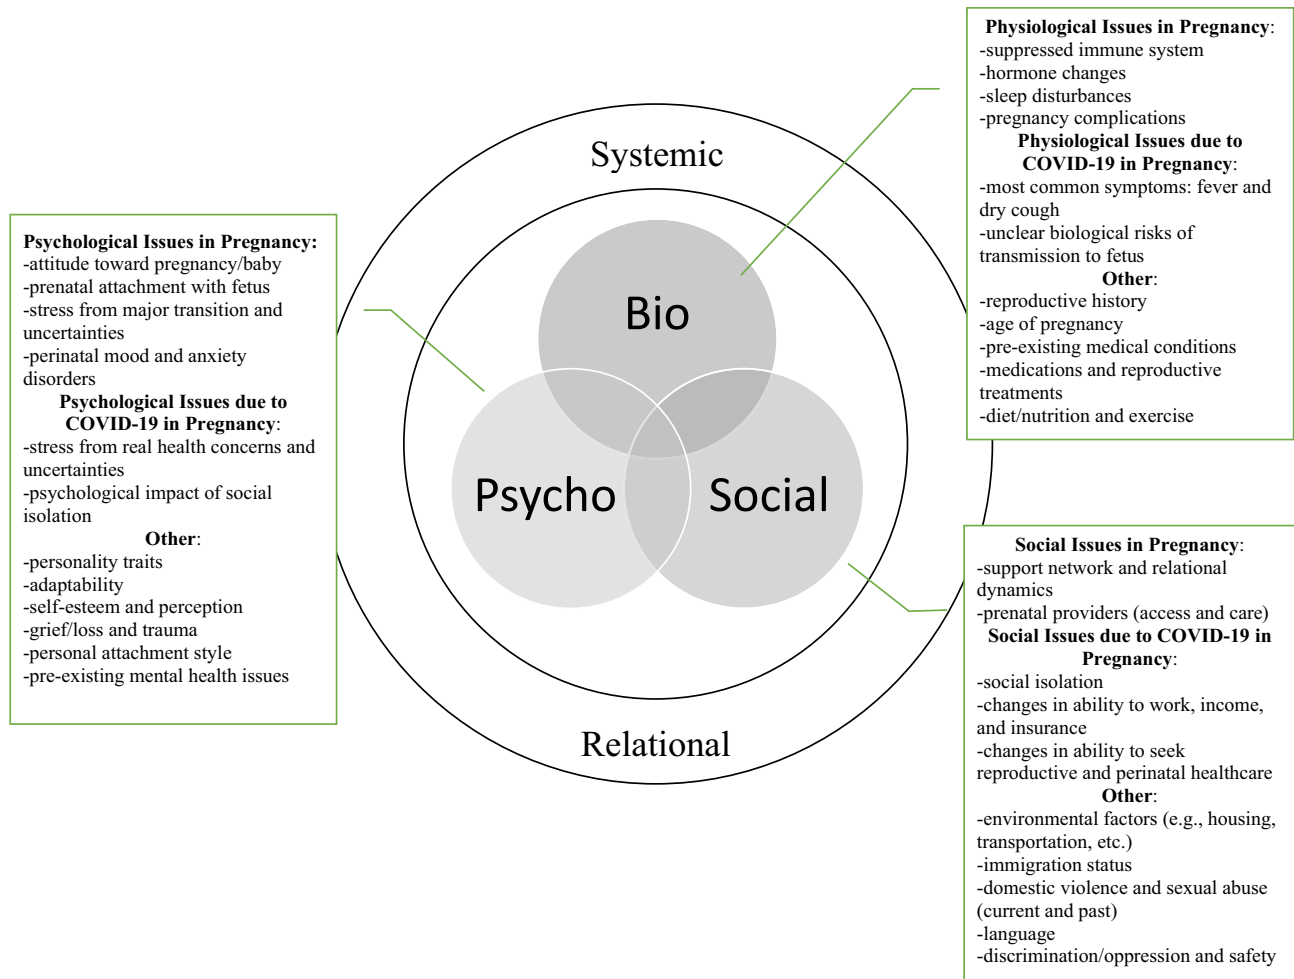 Systemic
Bio
Psycho
Social
Relational
Psychological Issues in Pregnancy:
-attitude toward pregnancy/baby
-prenatal attachment with fetus
-stress from major transition and
uncertainties
-perinatal mood and anxiety
disorders
Psychological Issues due to
COVID-19 in Pregnancy:
-stress from real health concerns and
uncertainties
-psychological impact of social
isolation
Other:
-personality traits
-adaptability
-self-esteem and perception
-grief/loss and trauma
-personal attachment style
-pre-existing mental health issues
Physiological Issues in Pregnancy:
-suppressed immune system
-hormone changes
-sleep disturbances
-pregnancy complications
Physiological Issues due to
COVID-19 in Pregnancy:
-most common symptoms: fever and
dry cough
-unclear biological risks of
transmission to fetus
Other:
-reproductive history
-age of pregnancy
-pre-existing medical conditions
-medications and reproductive
treatments
-diet/nutrition and exercise
Social Issues in Pregnancy:
-support network and relational
dynamics
-prenatal providers (access and care)
Social Issues due to COVID-19 in
Pregnancy:
-social isolation
-changes in ability to work, income,
and insurance
-changes in ability to seek
reproductive and perinatal healthcare
Other:
-environmental factors (e.g., housing,
transportation, etc.)
-immigration status
-domestic violence and sexual abuse
(current and past)
-language
-discrimination/oppression and safety